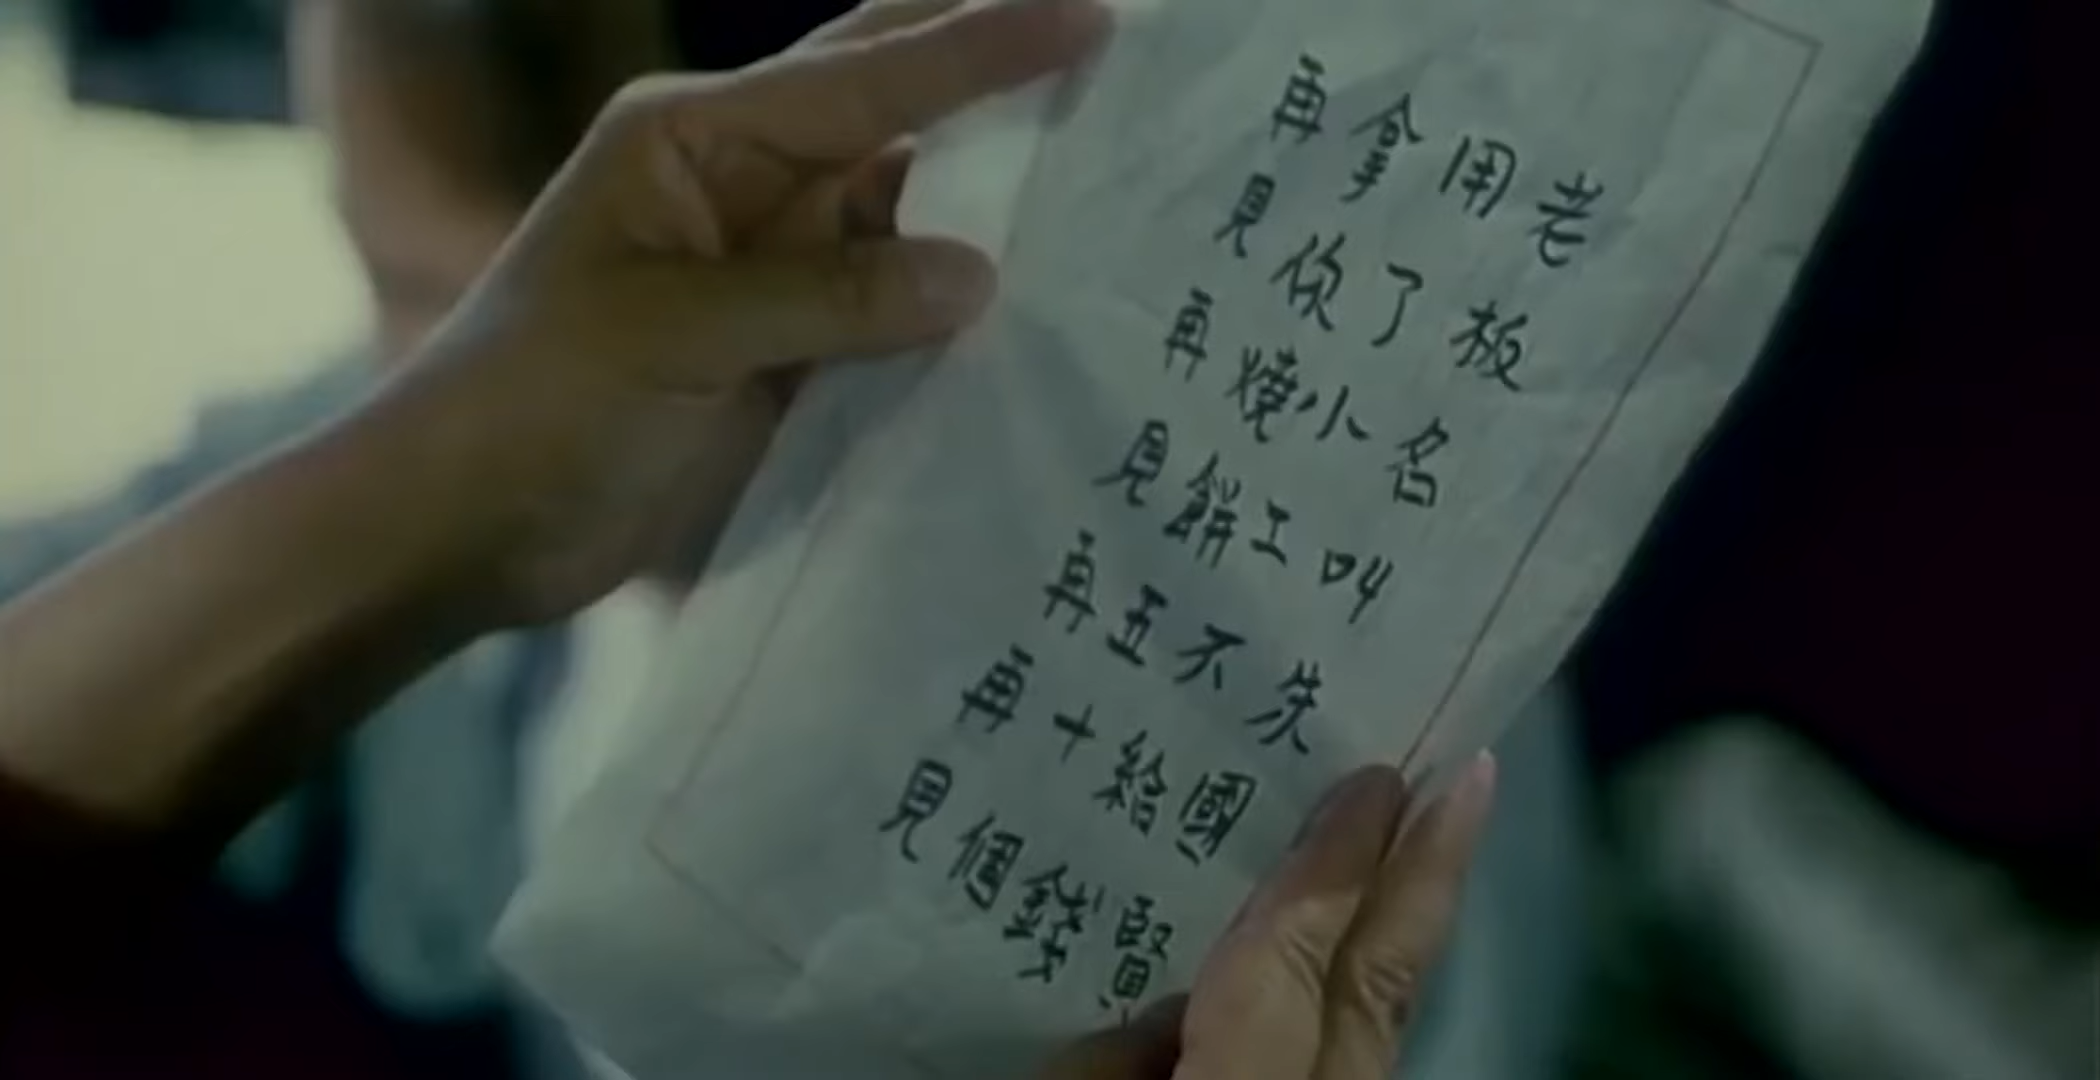 老板名叫朱國賢
用了小工不給錢
拿你燒餅五十個
再見再見再再見